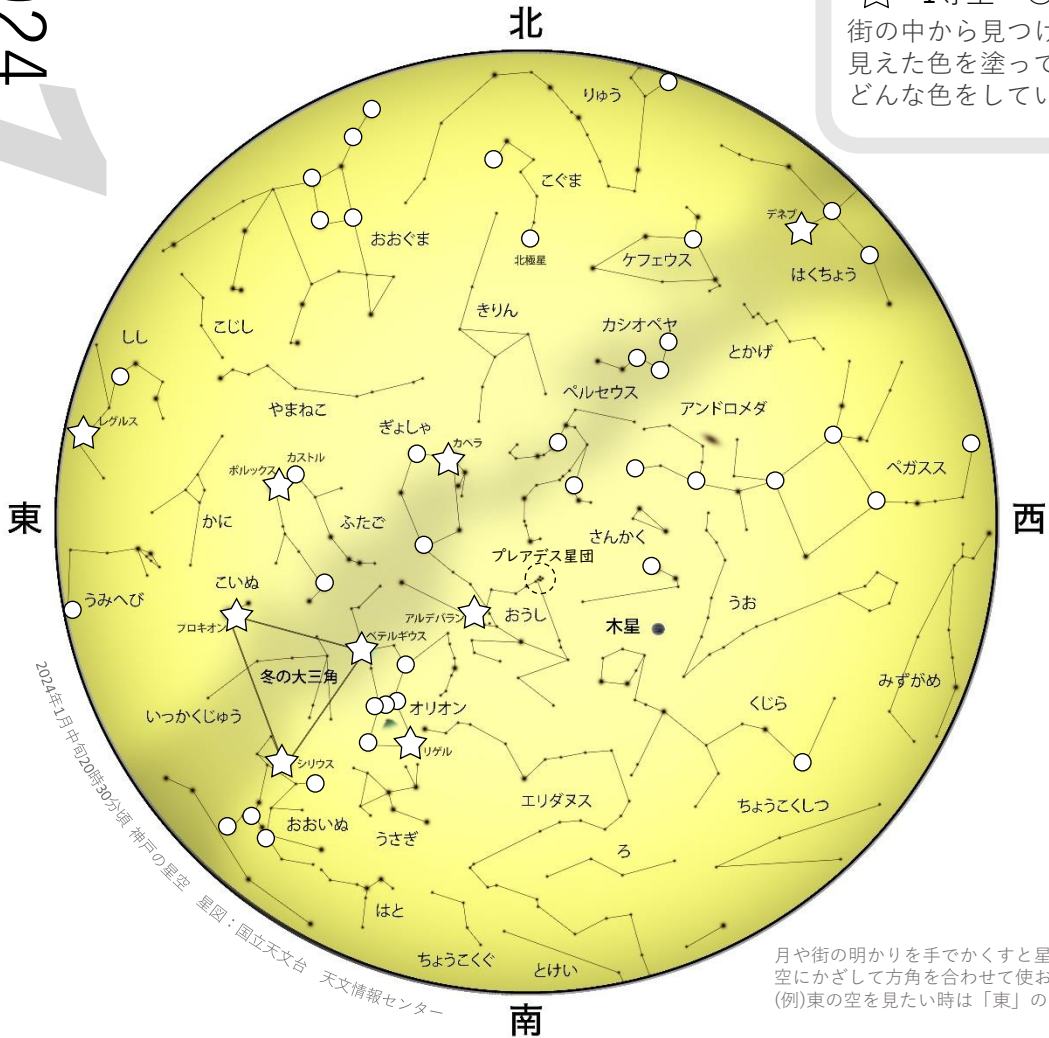 北
024
1
1等星
街の中から見つけ
見えた色を塗って
どんな色をしてい
りゅう
こぐま
おおぐま
北極星
ケフェウス
デネブ
はくちょう
きりん
こじし
しし
カシオペヤ
とかげ
やまねこ
ペルセウス
アンドロメダ
レグルス
ぎょしゃ
カペラ
カストル
ポルックス
ペガスス
東
西
かに
ふたご
さんかく
プレアデス星団
こいぬ
うみへび
プロキオン
アルデバラン
おうし
うお
木星
ベテルギウス
冬の大三角
みずがめ
いっかくじゅう
オリオン
くじら
リゲル
シリウス
エリダヌス
ちょうこくしつ
おおいぬ
うさぎ
ろ
はと
ちょうこくぐ
とけい
南
2024年1月中旬20時30分頃 神戸の星空 星図:国立天文台 天文情報センター
月や街の明かりを手でかくすと星
空にかざして方角を合わせて使お
(例)東の空を見たい時は「東」の